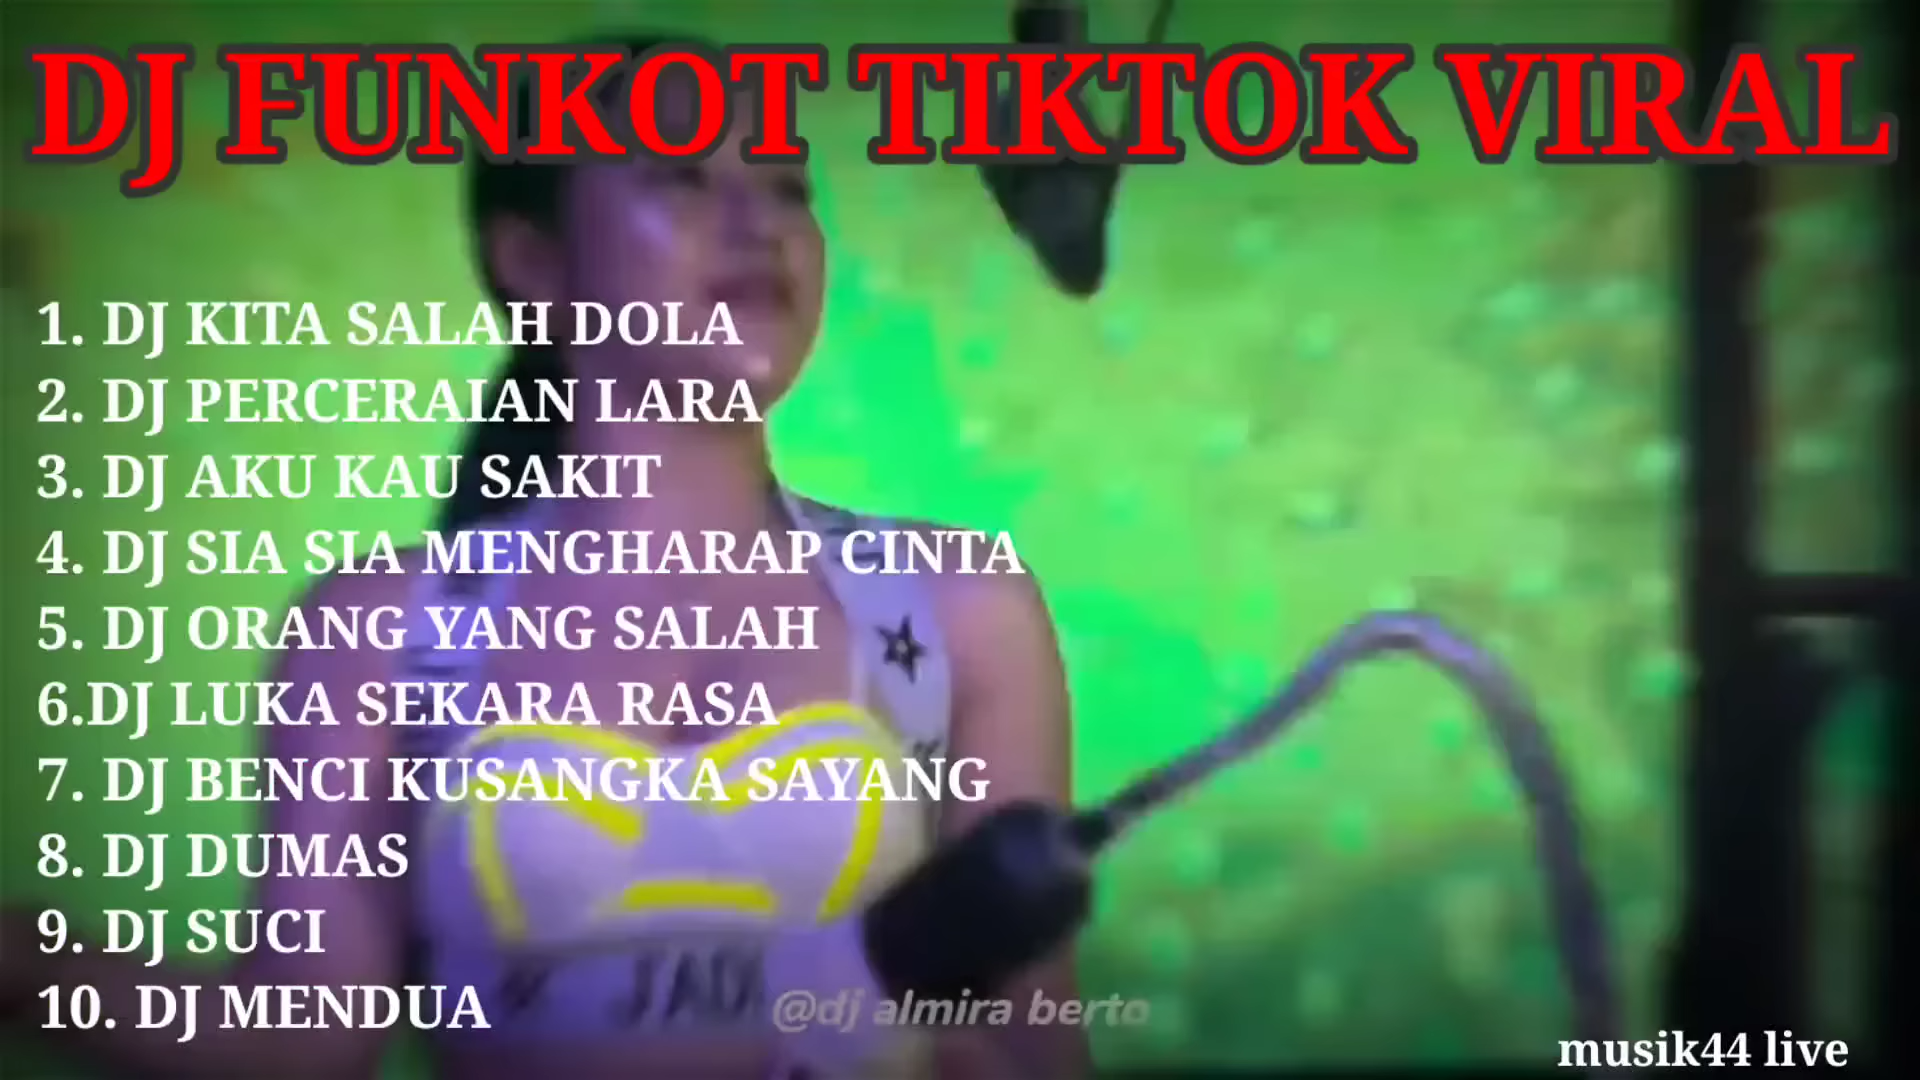 DJ FUNKOT TIKTOK VIRAL
1. DJ KITA SALAH DOLA
2. DJ PERCERAIAN LARA
3. DJ AKU KAU SAKIT
4. DJ SIA SIA MENGHARAP CINTA
5. DJ ORANG YANG SALAH
6.DJ LUKA SEKARA RASA
7. DJ BENCI KUSANGKA SAYANG
8. DJ DUMAS
9. DJ SUCI
10. DJ MENDUA
@dj almira berto
musik44 live